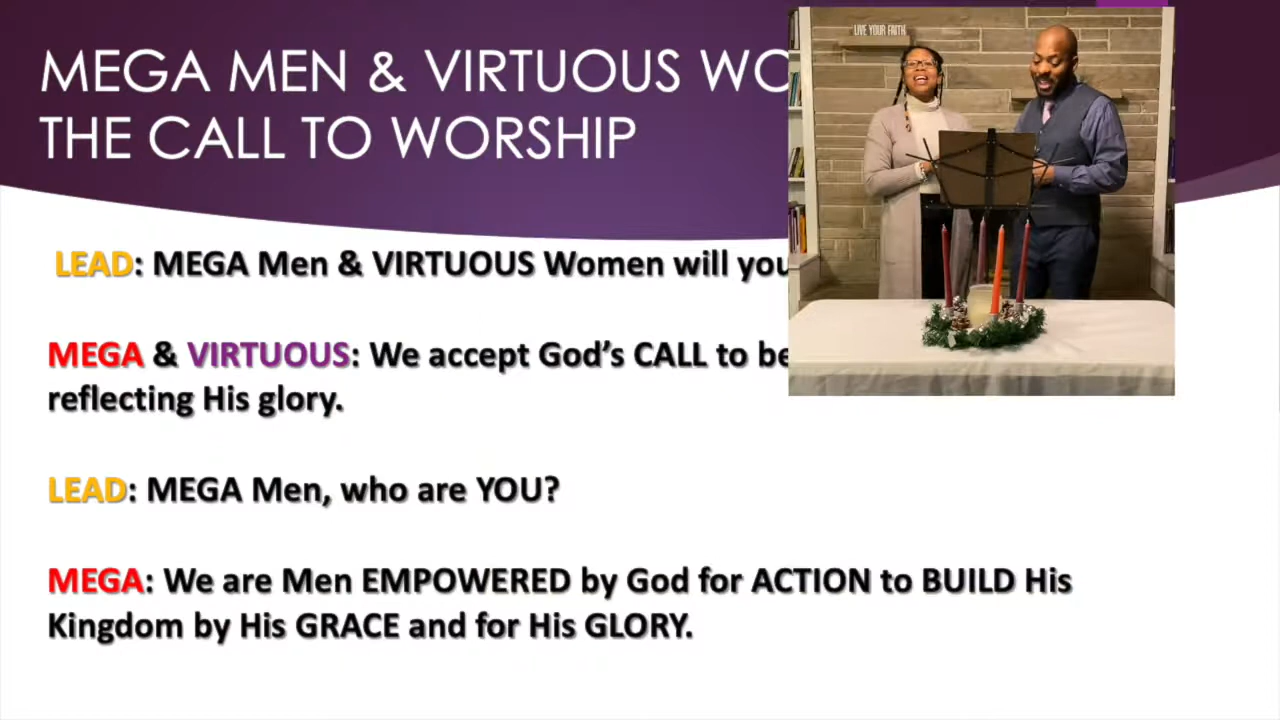 MEGA MEN & VIRTUOUS WO
THE CALL TO WORSHIP
LIVE YOUR FAITH
LEAD: MEGA Men & VIRTUOUS Women will you
MEGA & VIRTUOUS: We accept God’s CALL to be
reflecting His glory.
LEAD: MEGA Men, who are YOU?
MEGA: We are Men EMPOWERED by God for ACTION to BUILD His
Kingdom by His GRACE and for His GLORY.